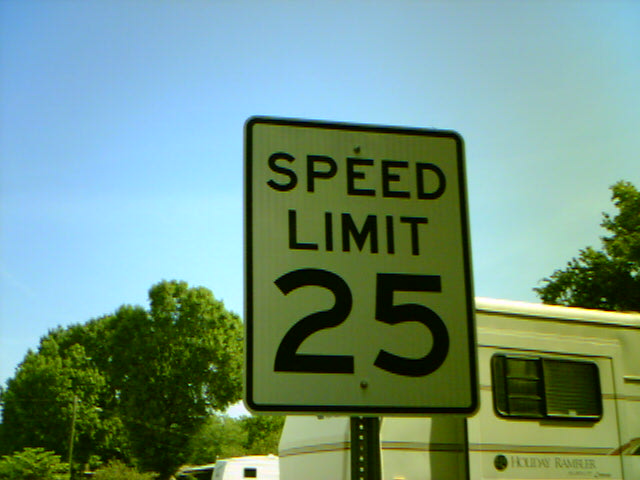 SPEED
LIMIT
25
HOLIDAY RAMBLER